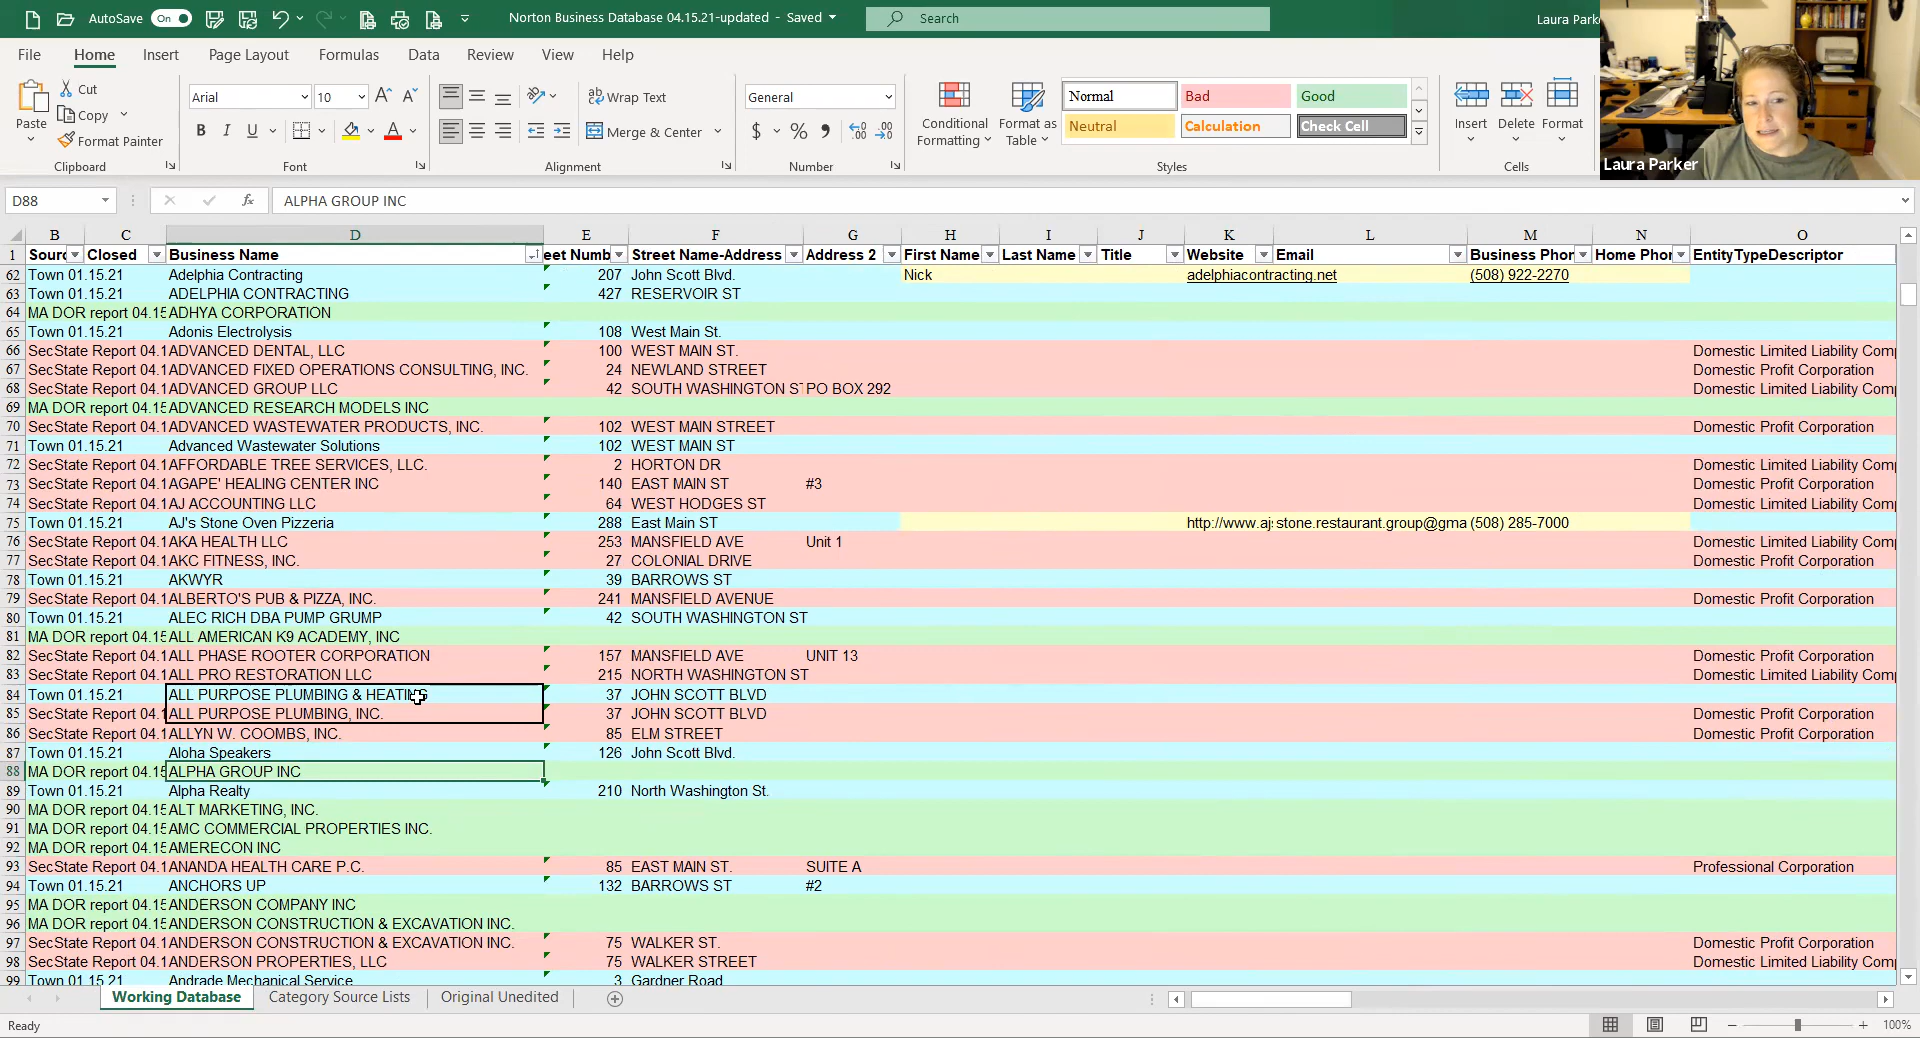 AutoSave On Norton Business Database 04.15.21-updated - Saved Search Laura Parke
File Home Insert Page Layout Formulas Data Review View Help
Arial 10 Wrap Text General Normal Bad Good
Paste Cut Copy Format Painter B I U Merge & Center $ % Conditional Formatting Format as Table Neutral Calculation Check Cell Insert Delete Format
Clipboard Font Alignment Number Styles Cells Laura Parker
D88 fx ALPHA GROUP INC
B C D E F G H I J K L M N O
1 Sourc Closed Business Name eet Numb Street Name-Address Address 2 First Name Last Name Title Website Email Business Phor Home Phor EntityTypeDescriptor
62 Town 01.15.21 Adelphia Contracting 207 John Scott Blvd. Nick adelphiacontracting.net (508) 922-2270
63 Town 01.15.21 ADELPHIA CONTRACTING 427 RESERVOIR ST
64 MA DOR report 04.15 ADHYA CORPORATION
65 Town 01.15.21 Adonis Electrolysis 108 West Main St.
66 SecState Report 04.1 ADVANCED DENTAL, LLC 100 WEST MAIN ST. Domestic Limited Liability Com
67 SecState Report 04.1 ADVANCED FIXED OPERATIONS CONSULTING, INC. 24 NEWLAND STREET Domestic Profit Corporation
68 SecState Report 04.1 ADVANCED GROUP LLC 42 SOUTH WASHINGTON ST PO BOX 292 Domestic Limited Liability Com
69 MA DOR report 04.15 ADVANCED RESEARCH MODELS INC
70 SecState Report 04.1 ADVANCED WASTEWATER PRODUCTS, INC. 102 WEST MAIN STREET Domestic Profit Corporation
71 Town 01.15.21 Advanced Wastewater Solutions 102 WEST MAIN ST
72 SecState Report 04.1 AFFORDABLE TREE SERVICES, LLC. 2 HORTON DR Domestic Limited Liability Com
73 SecState Report 04.1 AGAPE' HEALING CENTER INC 140 EAST MAIN ST #3 Domestic Profit Corporation
74 SecState Report 04.1 AJ ACCOUNTING LLC 64 WEST HODGES ST Domestic Limited Liability Com
75 Town 01.15.21 AJ's Stone Oven Pizzeria 288 East Main ST http://www.aj: stone.restaurant.group@gma (508) 285-7000
76 SecState Report 04.1 AKA HEALTH LLC 253 MANSFIELD AVE Unit 1 Domestic Limited Liability Com
77 SecState Report 04.1 AKC FITNESS, INC. 27 COLONIAL DRIVE Domestic Profit Corporation
78 Town 01.15.21 AKWYR 39 BARROWS ST
79 SecState Report 04.1 ALBERTO'S PUB & PIZZA, INC. 241 MANSFIELD AVENUE Domestic Profit Corporation
80 Town 01.15.21 ALEC RICH DBA PUMP GRUMP 42 SOUTH WASHINGTON ST
81 MA DOR report 04.15 ALL AMERICAN K9 ACADEMY, INC
82 SecState Report 04.1 ALL PHASE ROOTER CORPORATION 157 MANSFIELD AVE UNIT 13 Domestic Profit Corporation
83 SecState Report 04.1 ALL PRO RESTORATION LLC 215 NORTH WASHINGTON ST Domestic Limited Liability Com
84 Town 01.15.21 ALL PURPOSE PLUMBING & HEATING 37 JOHN SCOTT BLVD
85 SecState Report 04.1 ALL PURPOSE PLUMBING, INC. 37 JOHN SCOTT BLVD Domestic Profit Corporation
86 SecState Report 04.1 ALLYN W. COOMBS, INC. 85 ELM STREET Domestic Profit Corporation
87 Town 01.15.21 Aloha Speakers 126 John Scott Blvd.
88 MA DOR report 04.15 ALPHA GROUP INC
89 Town 01.15.21 Alpha Realty 210 North Washington St.
90 MA DOR report 04.15 ALT MARKETING, INC.
91 MA DOR report 04.15 AMC COMMERCIAL PROPERTIES INC.
92 MA DOR report 04.15 AMERECON INC
93 SecState Report 04.1 ANANDA HEALTH CARE P.C. 85 EAST MAIN ST. SUITE A Professional Corporation
94 Town 01.15.21 ANCHORS UP 132 BARROWS ST #2
95 MA DOR report 04.15 ANDERSON COMPANY INC
96 MA DOR report 04.15 ANDERSON CONSTRUCTION & EXCAVATION INC.
97 SecState Report 04.1 ANDERSON CONSTRUCTION & EXCAVATION INC. 75 WALKER ST. Domestic Profit Corporation
98 SecState Report 04.1 ANDERSON PROPERTIES, LLC 75 WALKER STREET Domestic Limited Liability Com
99 Town 01.15.21 Andrade Mechanical Service 3 Gardner Road
Working Database Category Source Lists Original Unedited
Ready 100%